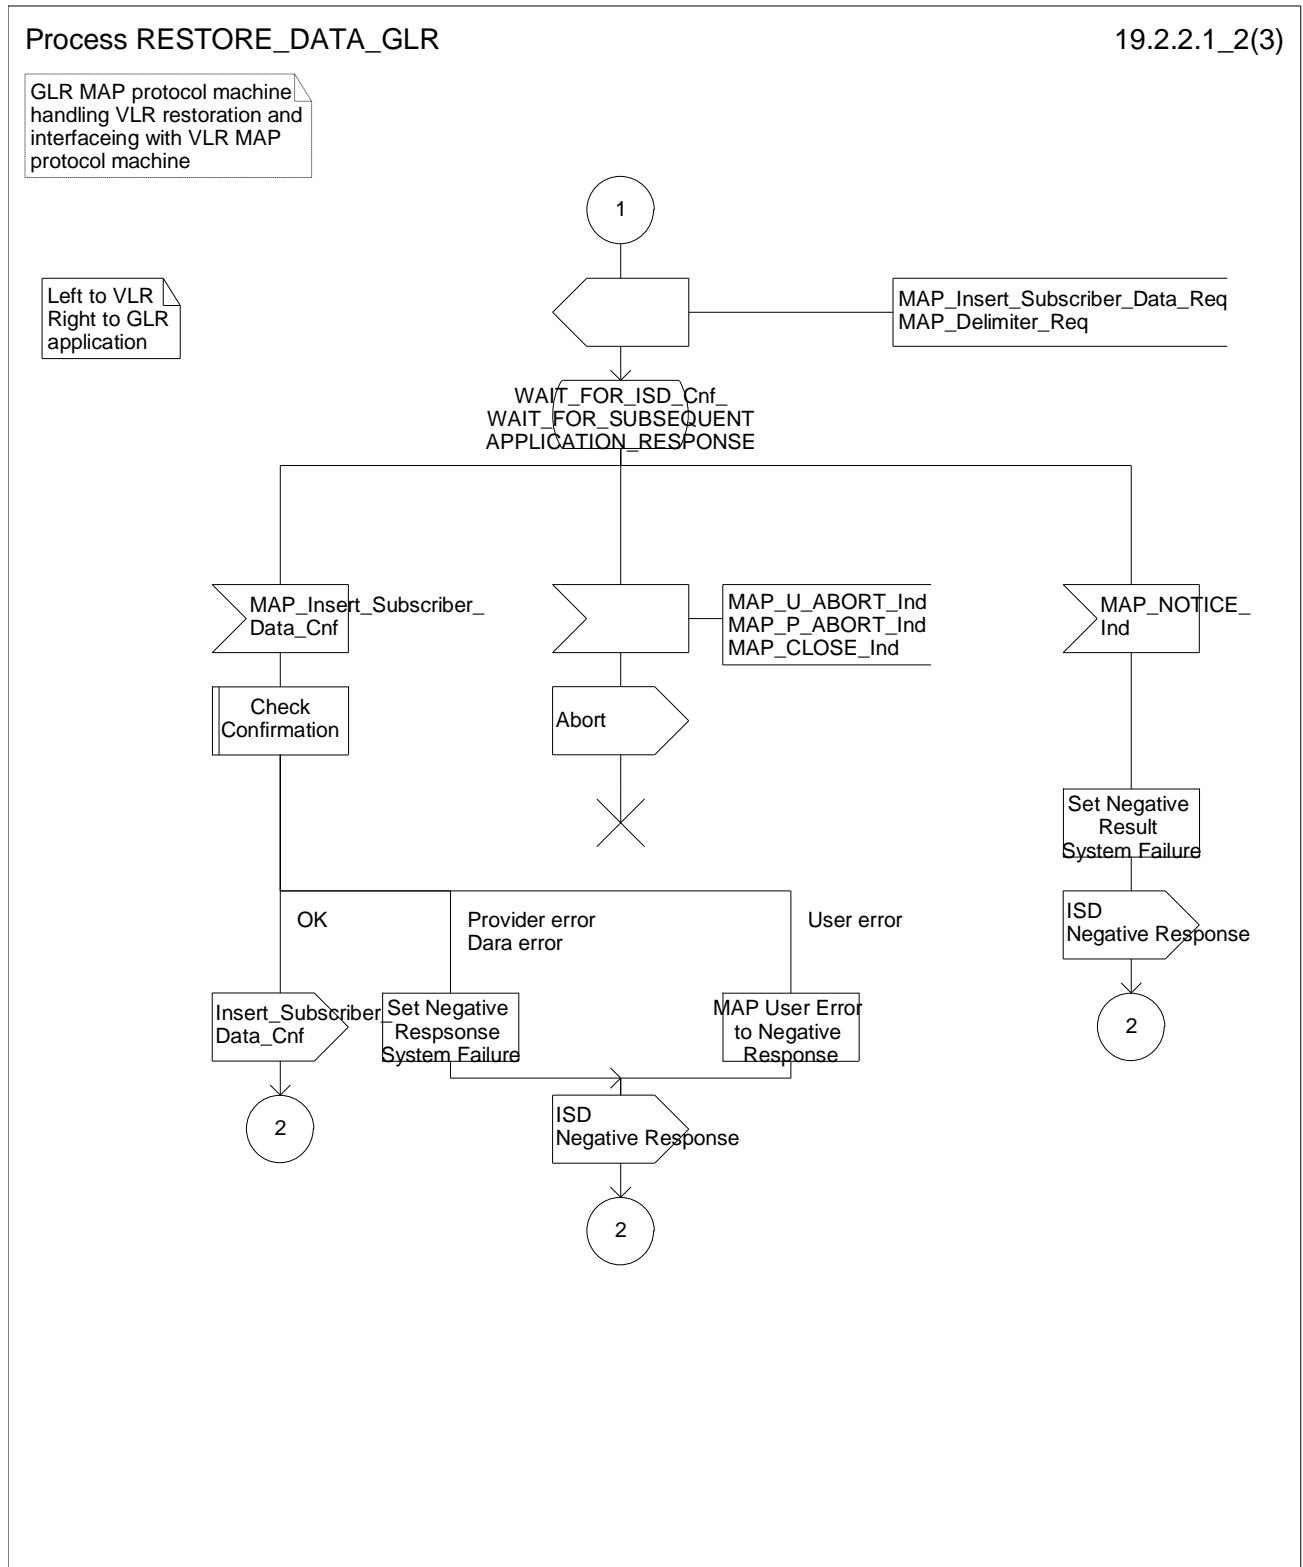 Process RESTORE_DATA_GLR
19.2.2.1_2(3)
GLR MAP protocol machine
handling VLR restoration and
interfaceing with VLR MAP
protocol machine
1
Left to VLR
Right to GLR
application
MAP_Insert_Subscriber_Data_Req
MAP_Delimiter_Req
WAIT_FOR_ISD_Cnf_
WAIT_FOR_SUBSEQUENT
APPLICATION_RESPONSE
MAP_Insert_Subscriber_
Data_Cnf
MAP_U_ABORT_Ind
MAP_P_ABORT_Ind
MAP_CLOSE_Ind
MAP_NOTICE_
Ind
Check
Confirmation
Abort
Set Negative
Result
System Failure
OK
Provider error
Dara error
User error
ISD
Negative Response
Insert_Subscriber_
Data_Cnf
Set Negative
Respsonse
System Failure
MAP User Error
to Negative
Response
2
2
ISD
Negative Response
2